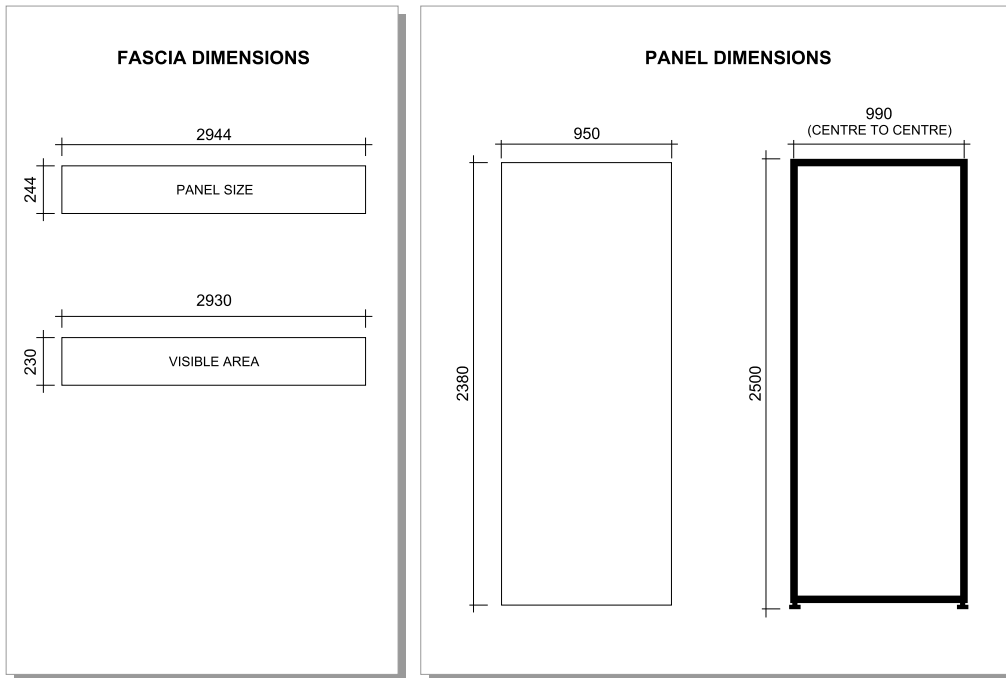 FASCIA DIMENSIONS
2944
244
PANEL SIZE
2930
230
VISIBLE AREA
PANEL DIMENSIONS
950
2380
990
(CENTRE TO CENTRE)
2500